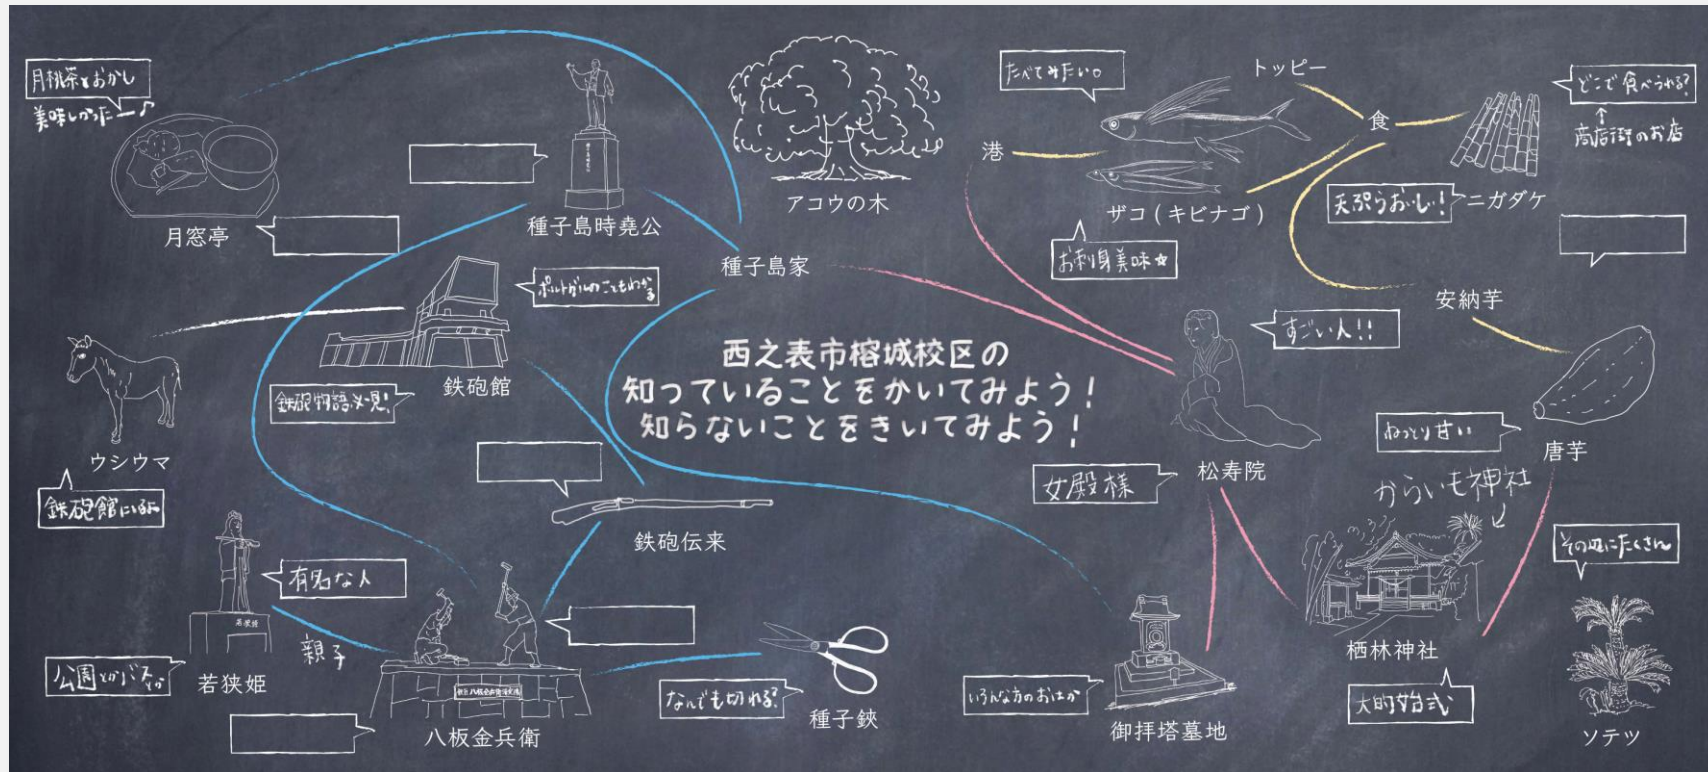 月桃茶とおかし
美味しかったー♪
月窓亭
種子島時堯公
アコウの木
たべてみたい。
トッピー
港
食
ザコ(キビナゴ)
お刺身美味☆
どこで食べられる?
↑
商店街のお店
天ぷらおいしい!
ニガダケ
種子島家
ポルトガルのこともわかる
鉄砲館
鉄砲物語必見!
ウシウマ
鉄砲館にいるよ
西之表市榕城校区の
知っていることをかいてみよう!
知らないことをきいてみよう!
すごい人!!
松寿院
女殿様
安納芋
ねっとり甘い
唐芋
からいも神社
鉄砲伝来
有名な人
若狭姫
公園とかバスとか
親子
八板金兵衛
なんでも切れる?
種子鋏
いろんな方のおはか
御拝塔墓地
栖林神社
大的始式
その辺にたくさん
ソテツ